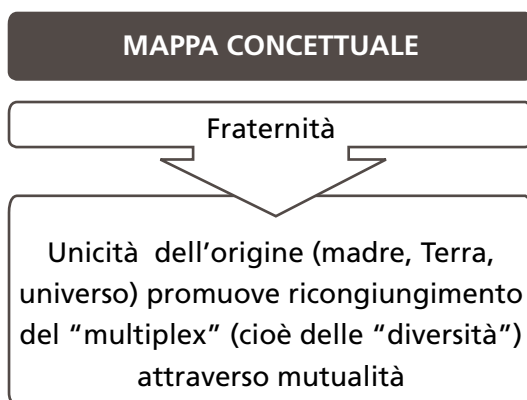 MAPPA CONCETTUALE
Fraternità
Unicità dell’origine (madre, Terra,
universo) promuove ricongiungimento
del “multiplex” (cioè delle “diversità”)
attraverso mutualità